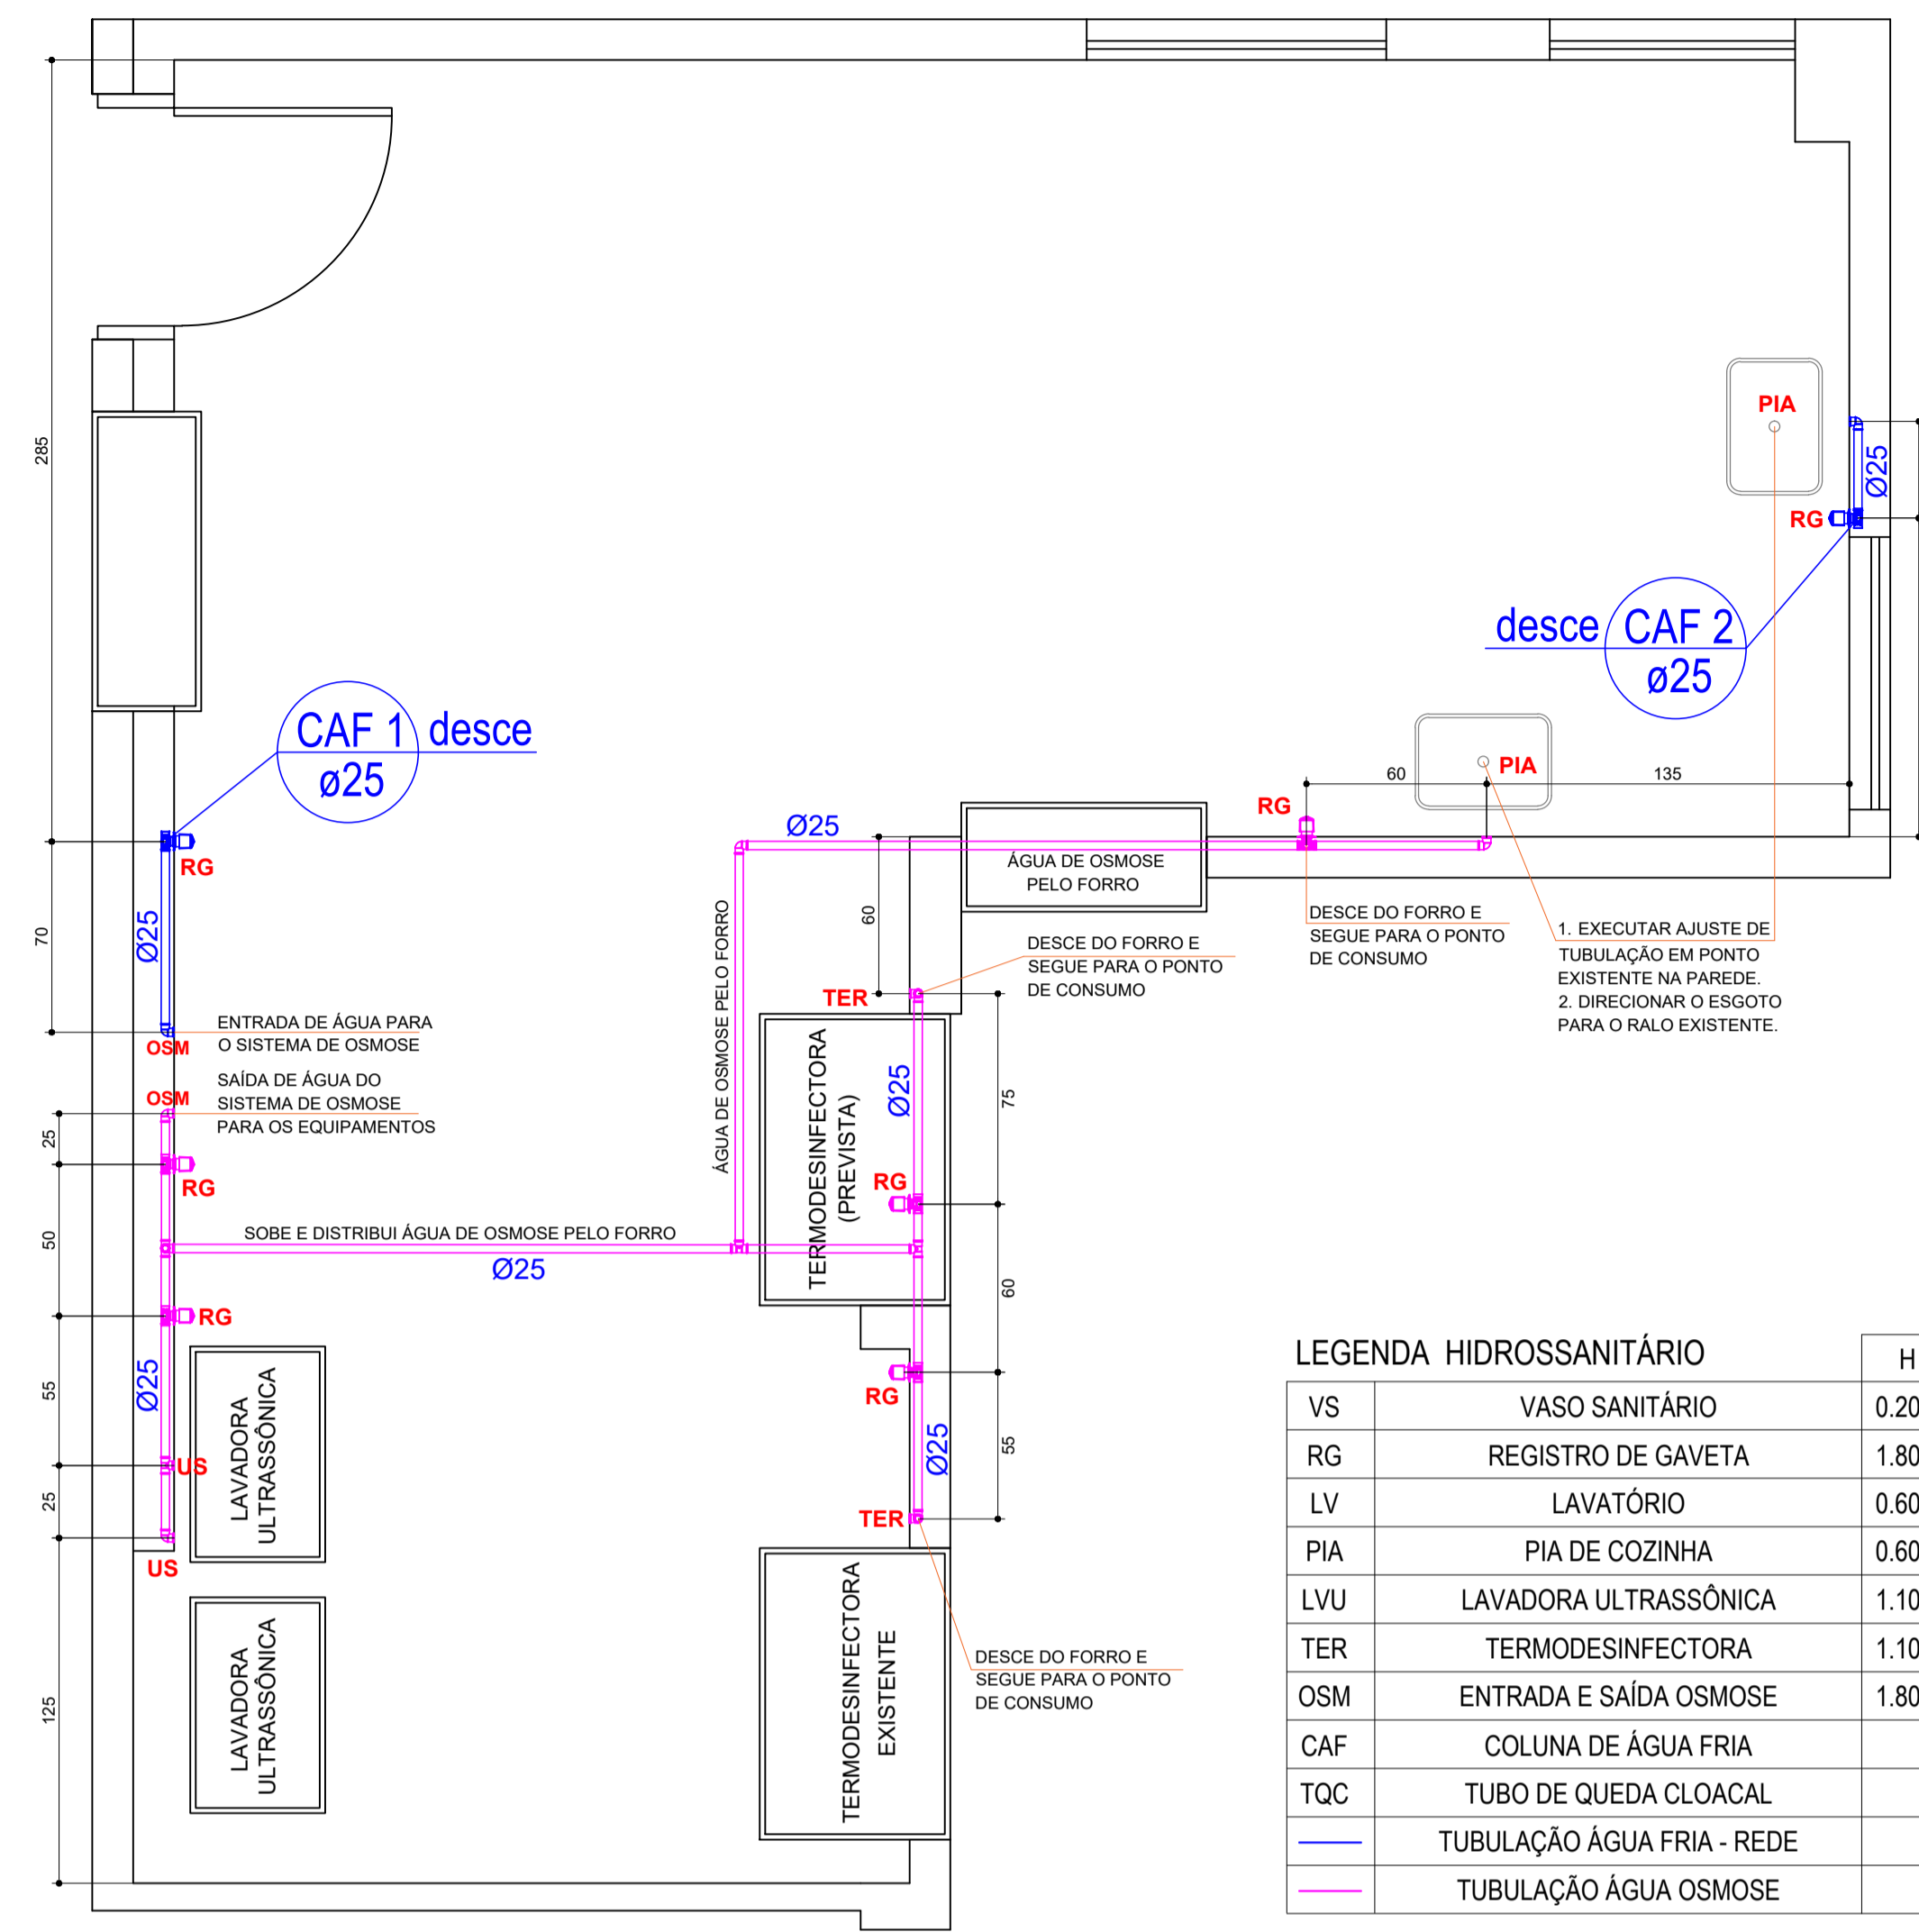 285
70
25
50
55
25
125
CAF 1 desce
ø25
RG
Ø25
OSM
ENTRADA DE ÁGUA PARA
O SISTEMA DE OSMOSE
OSM
SAÍDA DE ÁGUA DO
SISTEMA DE OSMOSE
PARA OS EQUIPAMENTOS
RG
SOBE E DISTRIBUI ÁGUA DE OSMOSE PELO FORRO
Ø25
RG
Ø25
US
US
LAVADORA
ULTRASSÔNICA
LAVADORA
ULTRASSÔNICA
ÁGUA DE OSMOSE PELO FORRO
Ø25
60
ÁGUA DE OSMOSE
PELO FORRO
TER
DESCE DO FORRO E
SEGUE PARA O PONTO
DE CONSUMO
TERMODESINFECTORA
(PREVISTA)
Ø25
RG
75
60
55
RG
Ø25
TER
TERMODESINFECTORA
EXISTENTE
DESCE DO FORRO E
SEGUE PARA O PONTO
DE CONSUMO
PIA
Ø25
RG
desce CAF 2
ø25
60
PIA
135
RG
DESCE DO FORRO E
SEGUE PARA O PONTO
DE CONSUMO
1. EXECUTAR AJUSTE DE
TUBULAÇÃO EM PONTO
EXISTENTE NA PAREDE.
2. DIRECIONAR O ESGOTO
PARA O RALO EXISTENTE.
LEGENDA HIDROSSANITÁRIO H
VS VASO SANITÁRIO 0.20
RG REGISTRO DE GAVETA 1.80
LV LAVATÓRIO 0.60
PIA PIA DE COZINHA 0.60
LVU LAVADORA ULTRASSÔNICA 1.10
TER TERMODESINFECTORA 1.10
OSM ENTRADA E SAÍDA OSMOSE 1.80
CAF COLUNA DE ÁGUA FRIA
TQC TUBO DE QUEDA CLOACAL
TUBULAÇÃO ÁGUA FRIA - REDE
TUBULAÇÃO ÁGUA OSMOSE